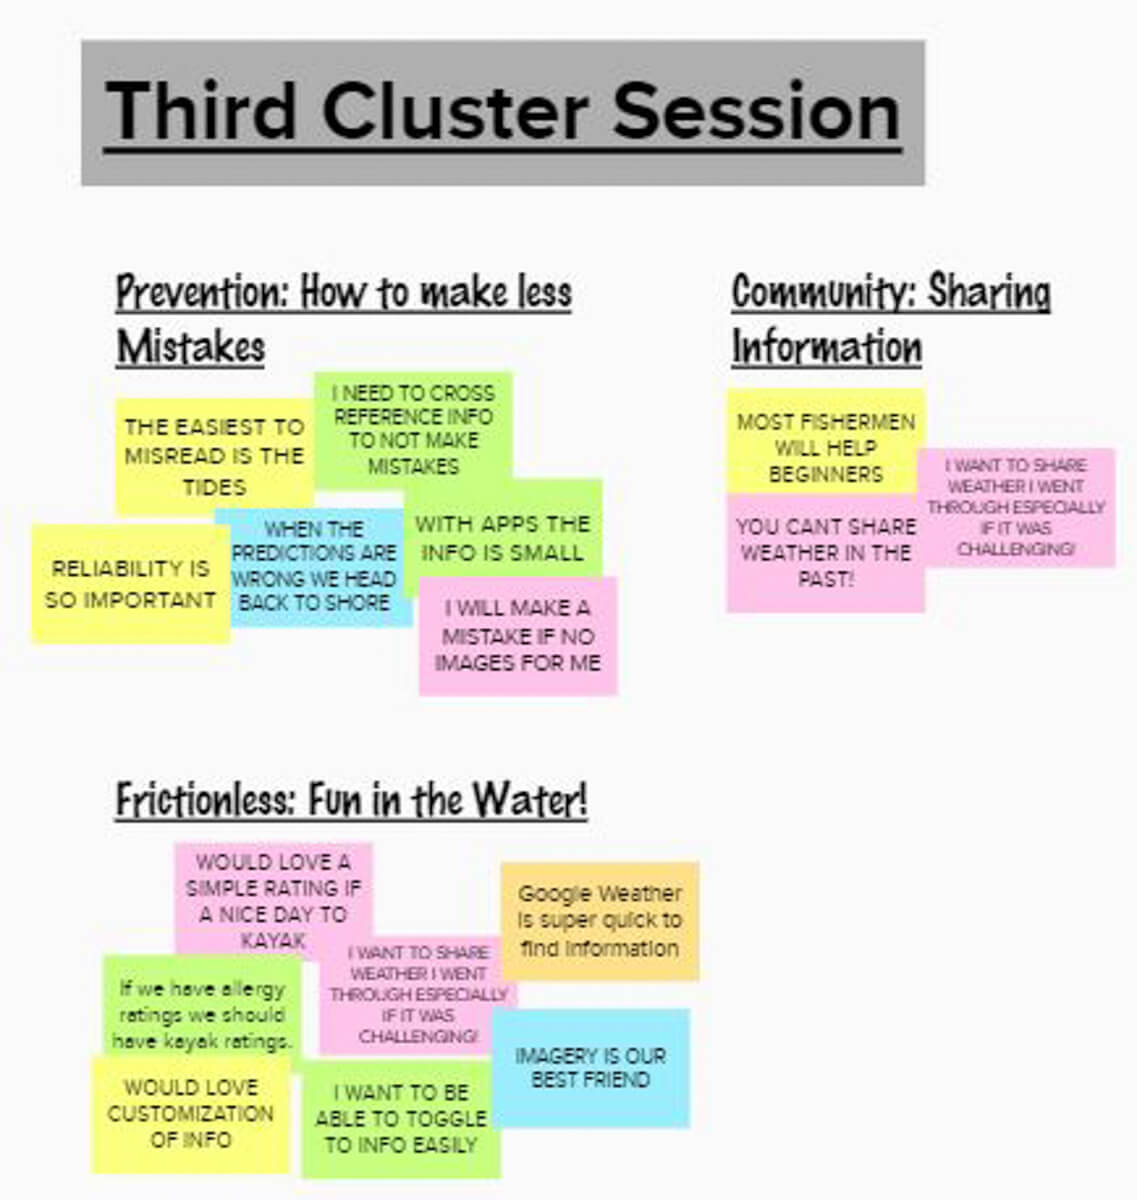 Third Cluster Session
Prevention: How to make less
Mistakes
THE EASIEST TO
MISREAD IS THE
TIDES
I NEED TO CROSS
REFERENCE INFO
TO NOT MAKE
MISTAKES
WITH APPS THE
INFO IS SMALL
WHEN THE
PREDICTIONS ARE
WRONG WE HEAD
BACK TO SHORE
RELIABILITY IS
SO IMPORTANT
I WILL MAKE A
MISTAKE IF NO
IMAGES FOR ME
Community: Sharing
Information
MOST FISHERMEN
WILL HELP
BEGINNERS
I WANT TO SHARE
WEATHER I WENT
THROUGH ESPECIALLY
IF IT WAS
CHALLENGING!
YOU CANT SHARE
WEATHER IN THE
PAST!
Frictionless: Fun in the Water!
WOULD LOVE A
SIMPLE RATING IF
A NICE DAY TO
KAYAK
Google Weather
is super quick to
find information
I WANT TO SHARE
WEATHER I WENT
THROUGH ESPECIALLY
IF IT WAS
CHALLENGING!
If we have allergy
ratings we should
have kayak ratings.
IMAGERY IS OUR
BEST FRIEND
WOULD LOVE
CUSTOMIZATION
OF INFO
I WANT TO BE
ABLE TO TOGGLE
TO INFO EASILY